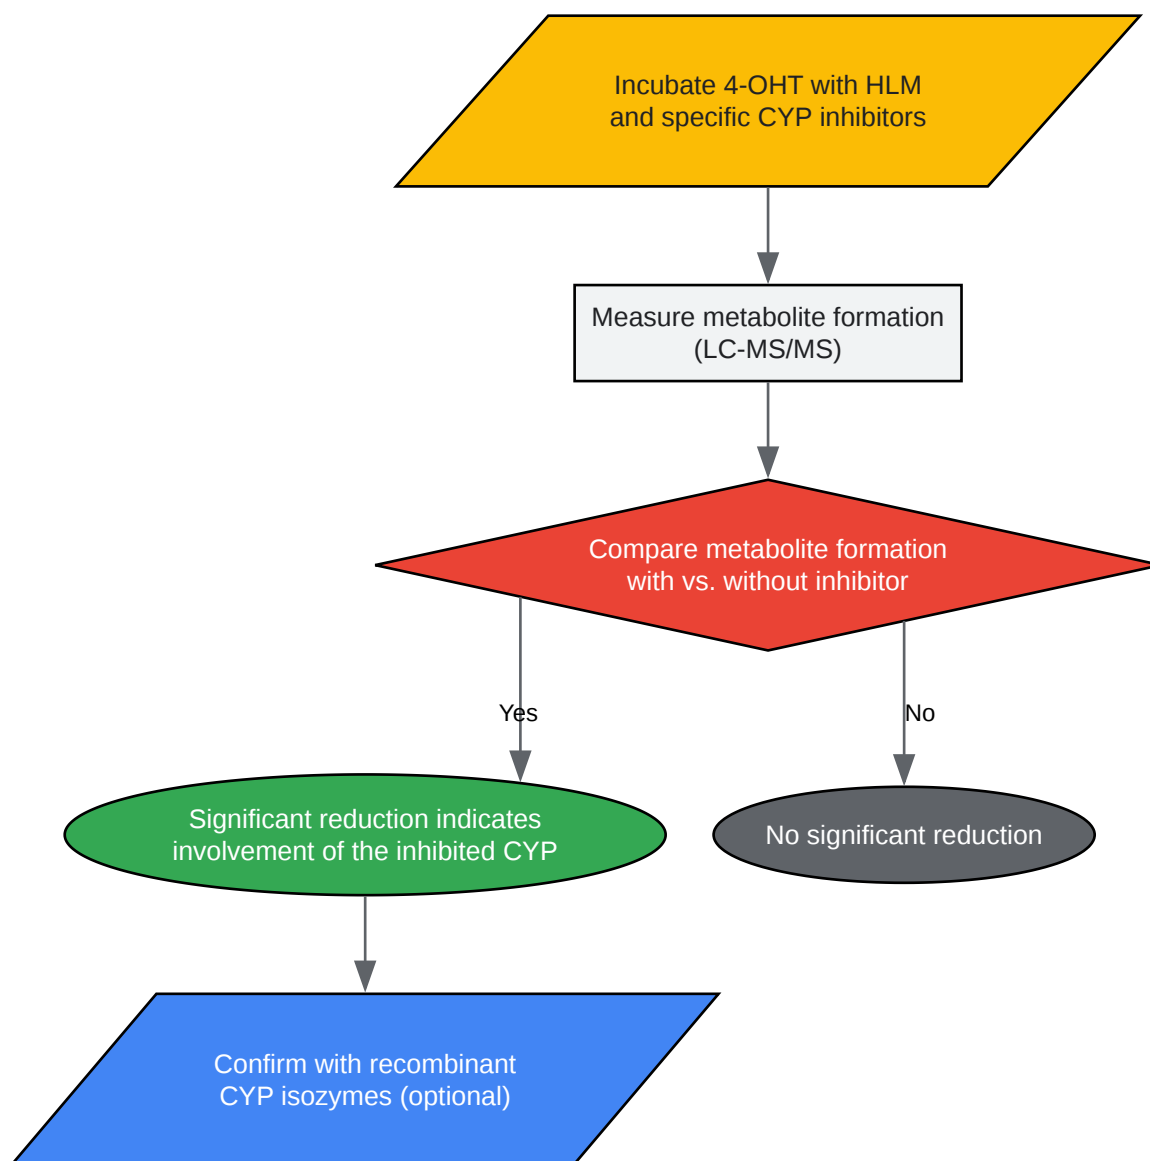 Incubate 4-OHT with HLM
and specific CYP inhibitors
Measure metabolite formation
(LC-MS/MS)
Compare metabolite formation
with vs. without inhibitor
Yes
No
Significant reduction indicates
involvement of the inhibited CYP
No significant reduction
Confirm with recombinant
CYP isozymes (optional)